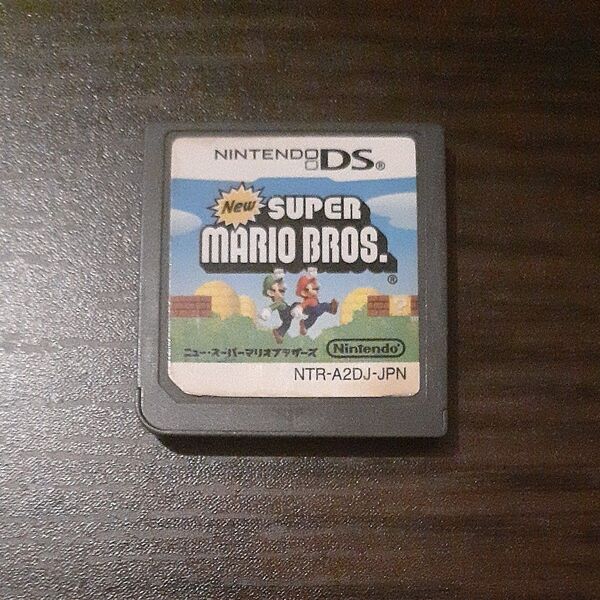 NINTENDO DS®
New SUPER
MARIO BROS.®
ニュー・スーパーマリオブラザーズ
Nintendo®
NTR-A2DJ-JPN